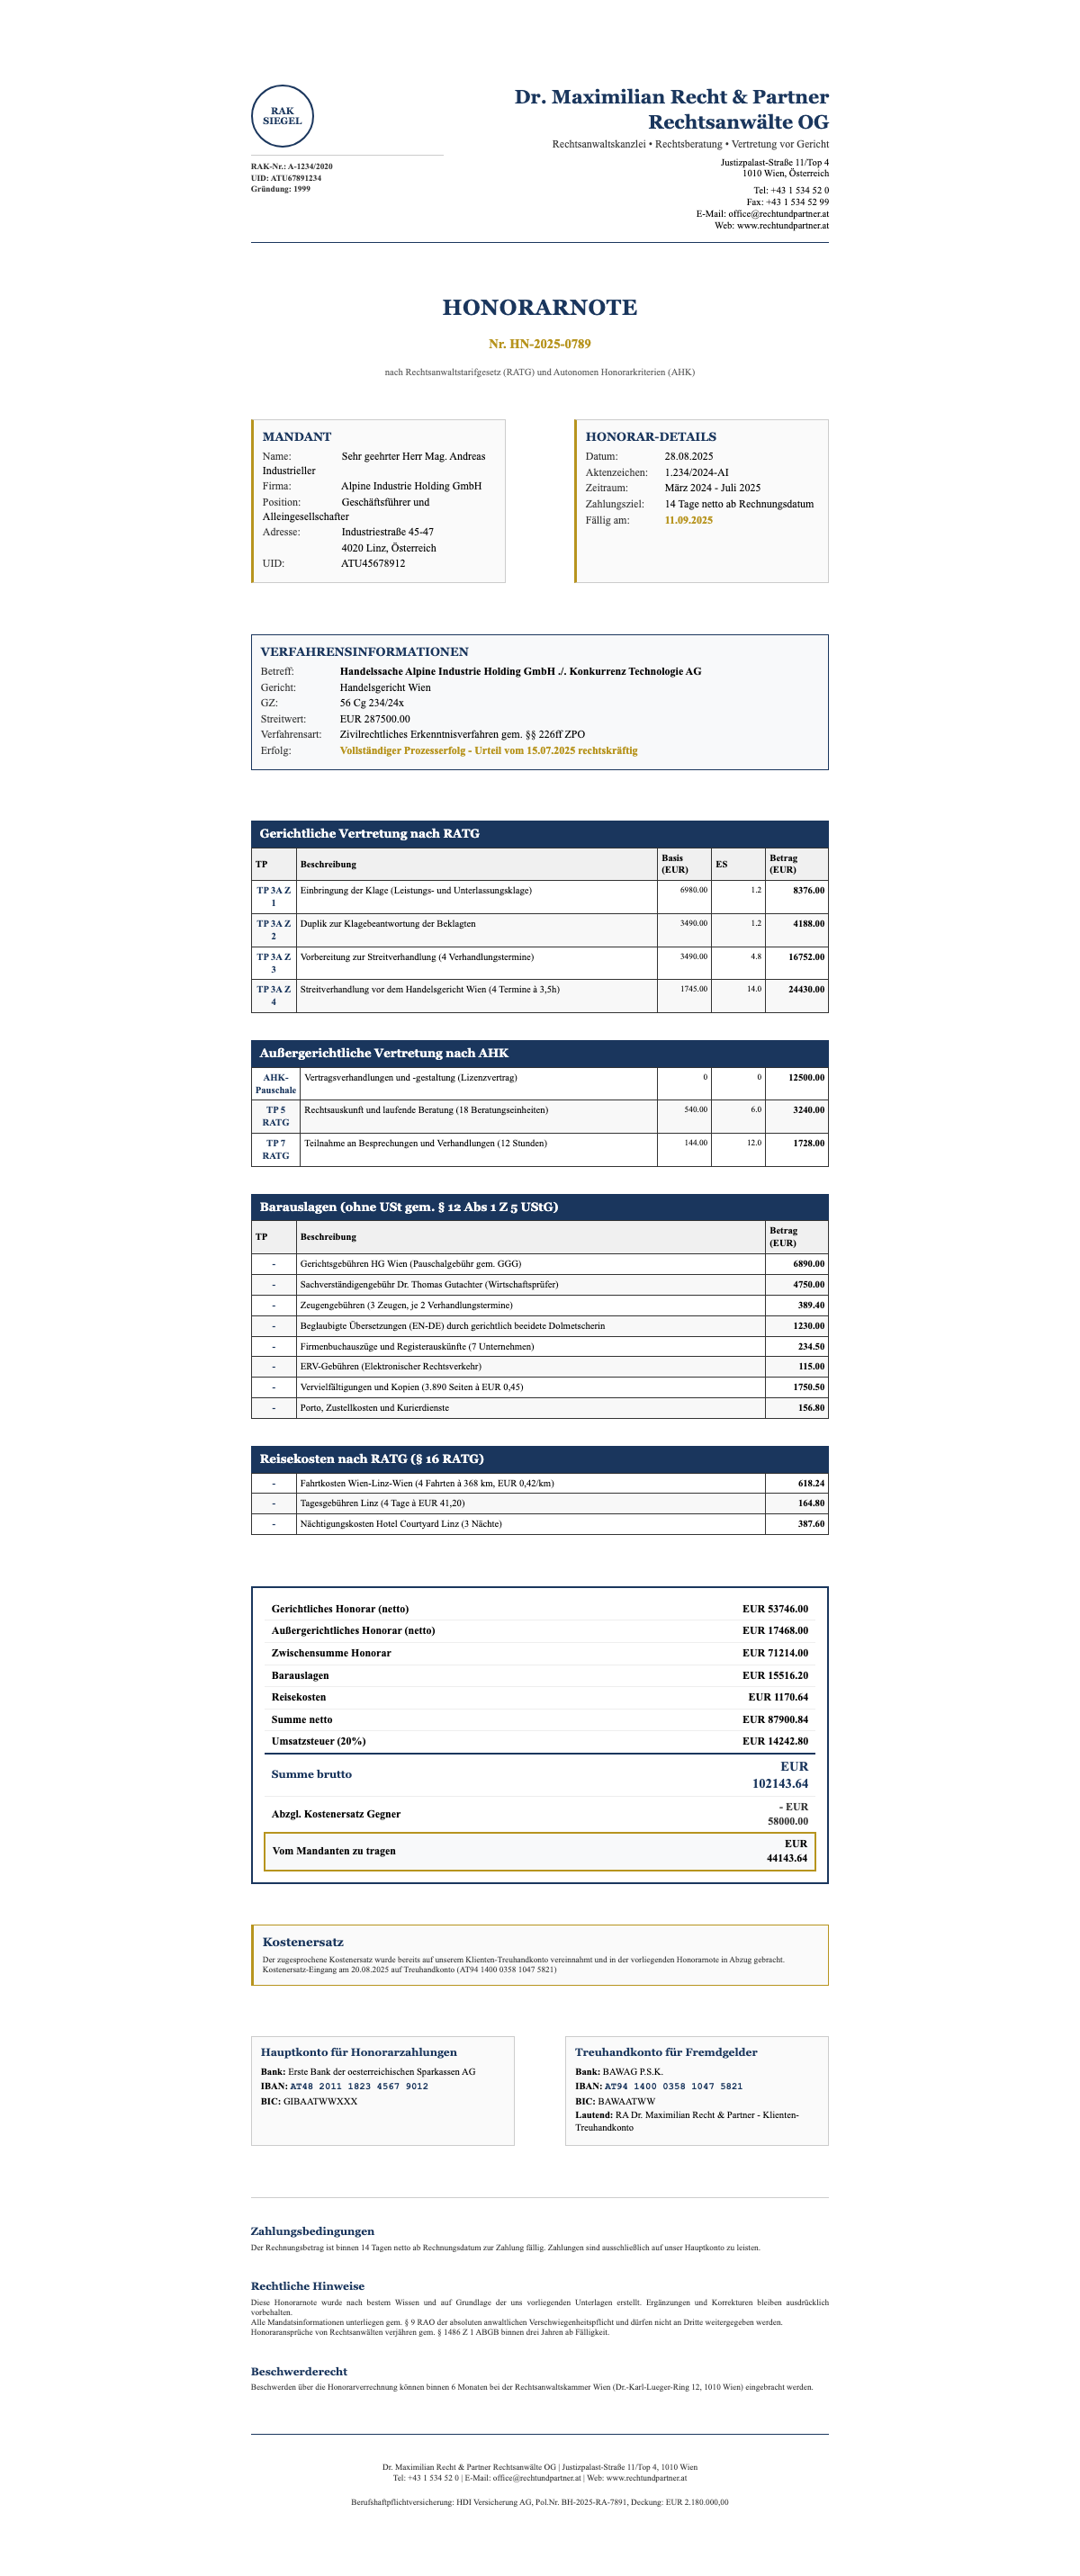 RAK
SIEGEL
RAK-Nr.: A-1234/2020
UID: ATU67891234
Gründung: 1999
Dr. Maximilian Recht & Partner
Rechtsanwälte OG
Rechtsanwaltskanzlei • Rechtsberatung • Vertretung vor Gericht
Justizpalast-Straße 11/Top 4
1010 Wien, Österreich
Tel: +43 1 534 52 0
Fax: +43 1 534 52 99
E-Mail: office@rechtundpartner.at
Web: www.rechtundpartner.at
HONORARNOTE
Nr. HN-2025-0789
nach Rechtsanwaltstarifgesetz (RATG) und Autonomen Honorarkriterien (AHK)
MANDANT
Name: Sehr geehrter Herr Mag. Andreas
Industrieller
Firma: Alpine Industrie Holding GmbH
Position: Geschäftsführer und
Alleingesellschafter
Adresse: Industriestraße 45-47
4020 Linz, Österreich
UID: ATU45678912
HONORAR-DETAILS
Datum: 28.08.2025
Aktenzeichen: 1.234/2024-AI
Zeitraum: März 2024 - Juli 2025
Zahlungsziel: 14 Tage netto ab Rechnungsdatum
Fällig am: 11.09.2025
VERFAHRENSINFORMATIONEN
Betreff: Handelssache Alpine Industrie Holding GmbH ./. Konkurrenz Technologie AG
Gericht: Handelsgericht Wien
GZ: 56 Cg 234/24x
Streitwert: EUR 287500.00
Verfahrensart: Zivilrechtliches Erkenntnisverfahren gem. §§ 226ff ZPO
Erfolg: Vollständiger Prozesserfolg - Urteil vom 15.07.2025 rechtskräftig
Gerichtliche Vertretung nach RATG
TP Beschreibung Basis (EUR) ES Betrag (EUR)
TP 3A Z 1 Einbringung der Klage (Leistungs- und Unterlassungsklage) 6980.00 1.2 8376.00
TP 3A Z 2 Duplik zur Klagebeantwortung der Beklagten 3490.00 1.2 4188.00
TP 3A Z 3 Vorbereitung zur Streitverhandlung (4 Verhandlungstermine) 3490.00 4.8 16752.00
TP 3A Z 4 Streitverhandlung vor dem Handelsgericht Wien (4 Termine à 3,5h) 1745.00 14.0 24430.00
Außergerichtliche Vertretung nach AHK
AHK-Pauschale Vertragsverhandlungen und -gestaltung (Lizenzvertrag) 0 0 12500.00
TP 5 RATG Rechtsauskunft und laufende Beratung (18 Beratungseinheiten) 540.00 6.0 3240.00
TP 7 RATG Teilnahme an Besprechungen und Verhandlungen (12 Stunden) 144.00 12.0 1728.00
Barauslagen (ohne USt gem. § 12 Abs 1 Z 5 UStG)
TP Beschreibung Betrag (EUR)
- Gerichtsgebühren HG Wien (Pauschalgebühr gem. GGG) 6890.00
- Sachverständigengebühr Dr. Thomas Gutachter (Wirtschaftsprüfer) 4750.00
- Zeugengebühren (3 Zeugen, je 2 Verhandlungstermine) 389.40
- Beglaubigte Übersetzungen (EN-DE) durch gerichtlich beeidete Dolmetscherin 1230.00
- Firmenbuchauszüge und Registerauskünfte (7 Unternehmen) 234.50
- ERV-Gebühren (Elektronischer Rechtsverkehr) 115.00
- Vervielfältigungen und Kopien (3.890 Seiten à EUR 0,45) 1750.50
- Porto, Zustellkosten und Kurierdienste 156.80
Reisekosten nach RATG (§ 16 RATG)
- Fahrtkosten Wien-Linz-Wien (4 Fahrten à 368 km, EUR 0,42/km) 618.24
- Tagesgebühren Linz (4 Tage à EUR 41,20) 164.80
- Nächtigungskosten Hotel Courtyard Linz (3 Nächte) 387.60
Gerichtliches Honorar (netto) EUR 53746.00
Außergerichtliches Honorar (netto) EUR 17468.00
Zwischensumme Honorar EUR 71214.00
Barauslagen EUR 15516.20
Reisekosten EUR 1170.64
Summe netto EUR 87900.84
Umsatzsteuer (20%) EUR 14242.80
Summe brutto EUR 102143.64
Abzgl. Kostenersatz Gegner - EUR 58000.00
Vom Mandanten zu tragen EUR 44143.64
Kostenersatz
Der zugesprochene Kostenersatz wurde bereits auf unserem Klienten-Treuhandkonto vereinnahmt und in der vorliegenden Honorarnote in Abzug gebracht.
Kostenersatz-Eingang am 20.08.2025 auf Treuhandkonto (AT94 1400 0358 1047 5821)
Hauptkonto für Honorarzahlungen
Bank: Erste Bank der oesterreichischen Sparkassen AG
IBAN: AT48 2011 1823 4567 9012
BIC: GIBAATWWXXX
Treuhandkonto für Fremdgelder
Bank: BAWAG P.S.K.
IBAN: AT94 1400 0358 1047 5821
BIC: BAWAATWW
Lautend: RA Dr. Maximilian Recht & Partner - Klienten-
Treuhandkonto
Zahlungsbedingungen
Der Rechnungsbetrag ist binnen 14 Tagen netto ab Rechnungsdatum zur Zahlung fällig. Zahlungen sind ausschließlich auf unser Hauptkonto zu leisten.
Rechtliche Hinweise
Diese Honorarnote wurde nach bestem Wissen und auf Grundlage der uns vorliegenden Unterlagen erstellt. Ergänzungen und Korrekturen bleiben ausdrücklich
vorbehalten.
Alle Mandatsinformationen unterliegen gem. § 9 RAO der absoluten anwaltlichen Verschwiegenheitspflicht und dürfen nicht an Dritte weitergegeben werden.
Honoraransprüche von Rechtsanwälten verjähren gem. § 1486 Z 1 ABGB binnen drei Jahren ab Fälligkeit.
Beschwerderecht
Beschwerden über die Honorarverrechnung können binnen 6 Monaten bei der Rechtsanwaltskammer Wien (Dr.-Karl-Lueger-Ring 12, 1010 Wien) eingebracht werden.
Dr. Maximilian Recht & Partner Rechtsanwälte OG | Justizpalast-Straße 11/Top 4, 1010 Wien
Tel: +43 1 534 52 0 | E-Mail: office@rechtundpartner.at | Web: www.rechtundpartner.at
Berufshaftpflichtversicherung: HDI Versicherung AG, Pol.Nr. BH-2025-RA-7891, Deckung: EUR 2.180.000,00